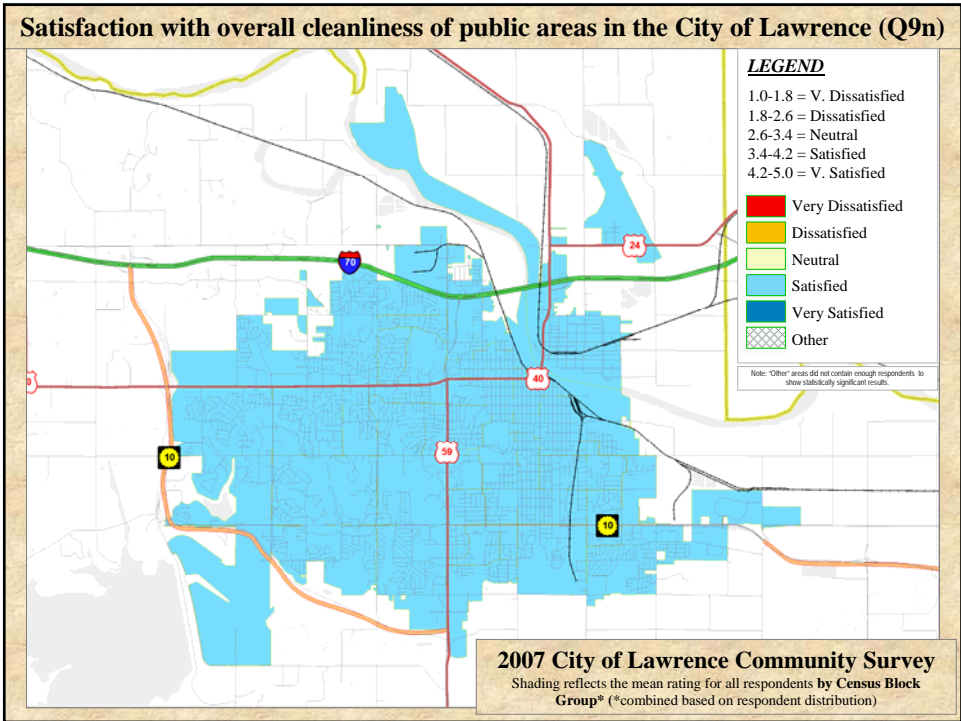 Satisfaction with overall cleanliness of public areas in the City of Lawrence (Q9n)
LEGEND
1.0-1.8 = V. Dissatisfied
1.8-2.6 = Dissatisfied
2.6-3.4 = Neutral
3.4-4.2 = Satisfied
4.2-5.0 = V. Satisfied
Very Dissatisfied
Dissatisfied
Neutral
Satisfied
Very Satisfied
Other
Note: "Other" areas did not contain enough respondents to
show statistically significant results.
24
70
40
0
59
10
10
2007 City of Lawrence Community Survey
Shading reflects the mean rating for all respondents by Census Block
Group* (*combined based on respondent distribution)